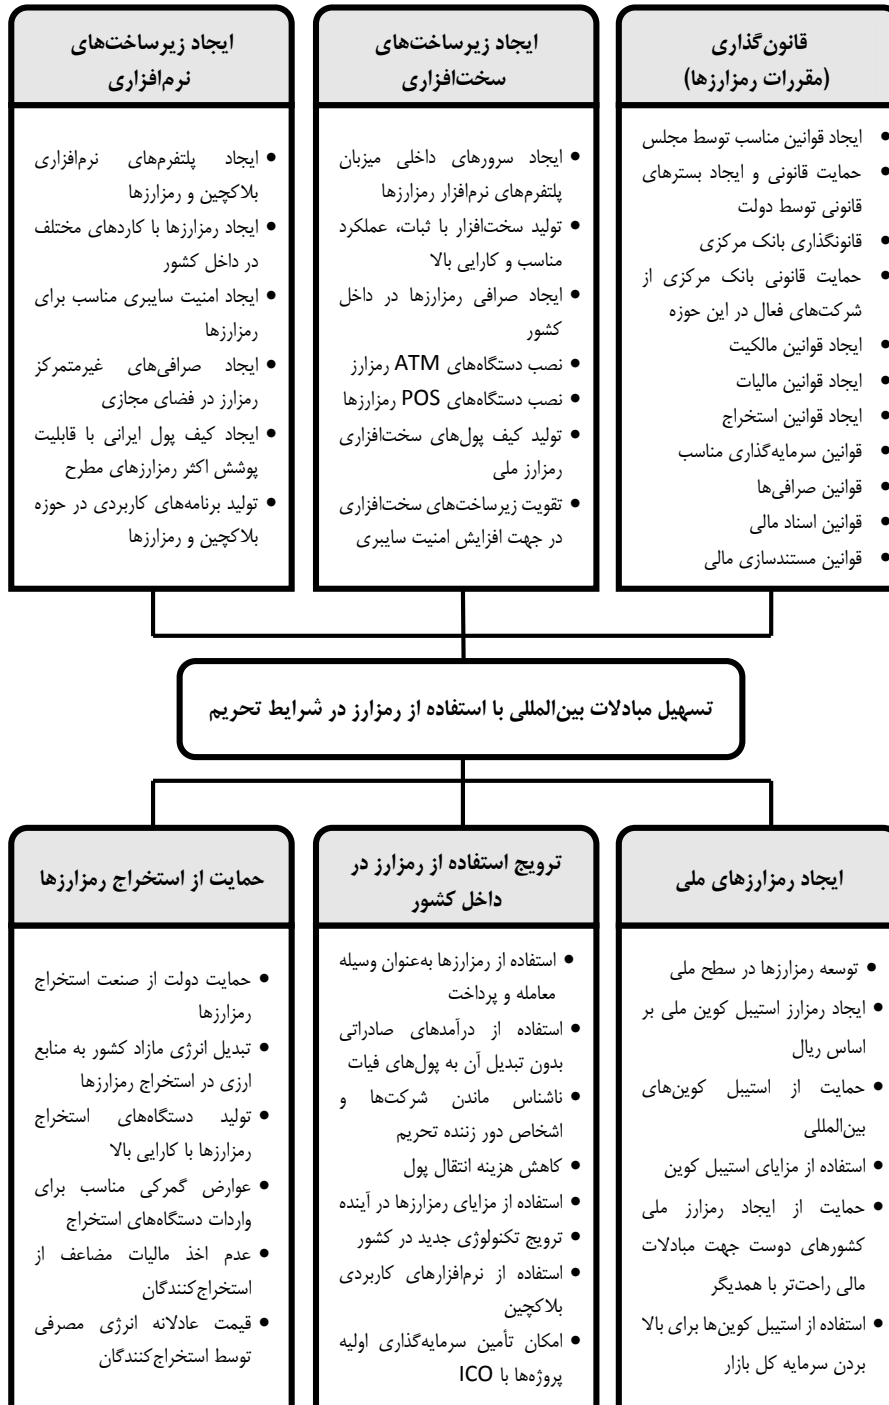 قانون‌گذاری
(مقررات رمزارزها)
• ایجاد قوانین مناسب توسط مجلس
• حمایت قانونی و ایجاد بسترهای
قانونی توسط دولت
• قانونگذاری بانک مرکزی
• حمایت قانونی بانک مرکزی از
شرکت‌های فعال در این حوزه
• ایجاد قوانین مالکیت
• ایجاد قوانین مالیات
• ایجاد قوانین استخراج
• قوانین سرمایه‌گذاری مناسب
• قوانین صرافی‌ها
• قوانین اسناد مالی
• قوانین مستندسازی مالی
ایجاد زیرساخت‌های
سخت‌افزاری
• ایجاد سرورهای داخلی میزبان
پلتفرم‌های نرم‌افزار رمزارزها
• تولید سخت‌افزار با ثبات، عملکرد
مناسب و کارایی بالا
• ایجاد صرافی رمزارزها در داخل
کشور
• نصب دستگاه‌های ATM رمزارز
• نصب دستگاه‌های POS رمزارزها
• تولید کیف پول‌های سخت‌افزاری
رمزارز ملی
• تقویت زیرساخت‌های سخت‌افزاری
در جهت افزایش امنیت سایبری
ایجاد زیرساخت‌های
نرم‌افزاری
• ایجاد پلتفرم‌های نرم‌افزاری
بلاکچین و رمزارزها
• ایجاد رمزارزها با کاردهای مختلف
در داخل کشور
• ایجاد امنیت سایبری مناسب برای
رمزارزها
• ایجاد صرافی‌های غیرمتمرکز
رمزارز در فضای مجازی
• ایجاد کیف پول ایرانی با قابلیت
پوشش اکثر رمزارزهای مطرح
• تولید برنامه‌های کاربردی در حوزه
بلاکچین و رمزارزها
تسهیل مبادلات بین‌المللی با استفاده از رمزارز در شرایط تحریم
ایجاد رمزارزهای ملی
• توسعه رمزارزها در سطح ملی
• ایجاد رمزارز استیبل کوین ملی بر
اساس ریال
• حمایت از استیبل کوین‌های
بین‌المللی
• استفاده از مزایای استیبل کوین
• حمایت از ایجاد رمزارز ملی
کشورهای دوست جهت مبادلات
مالی راحت‌تر با همدیگر
• استفاده از استیبل کوین‌ها برای بالا
بردن سرمایه کل بازار
ترویج استفاده از رمزارز در
داخل کشور
• استفاده از رمزارزها به‌عنوان وسیله
معامله و پرداخت
• استفاده از درآمدهای صادراتی
بدون تبدیل آن به پول‌های فیات
• ناشناس ماندن شرکت‌ها و
اشخاص دور زننده تحریم
• کاهش هزینه انتقال پول
• استفاده از مزایای رمزارزها در آینده
• ترویج تکنولوژی جدید در کشور
• استفاده از نرم‌افزارهای کاربردی
بلاکچین
• امکان تأمین سرمایه‌گذاری اولیه
پروژه‌ها با ICO
حمایت از استخراج رمزارزها
• حمایت دولت از صنعت استخراج
رمزارزها
• تبدیل انرژی مازاد کشور به منابع
ارزی در استخراج رمزارزها
• تولید دستگاه‌های استخراج
رمزارزها با کارایی بالا
• عوارض گمرکی مناسب برای
واردات دستگاه‌های استخراج
• عدم اخذ مالیات مضاعف از
استخراج‌کنندگان
• قیمت عادلانه انرژی مصرفی
توسط استخراج‌کنندگان